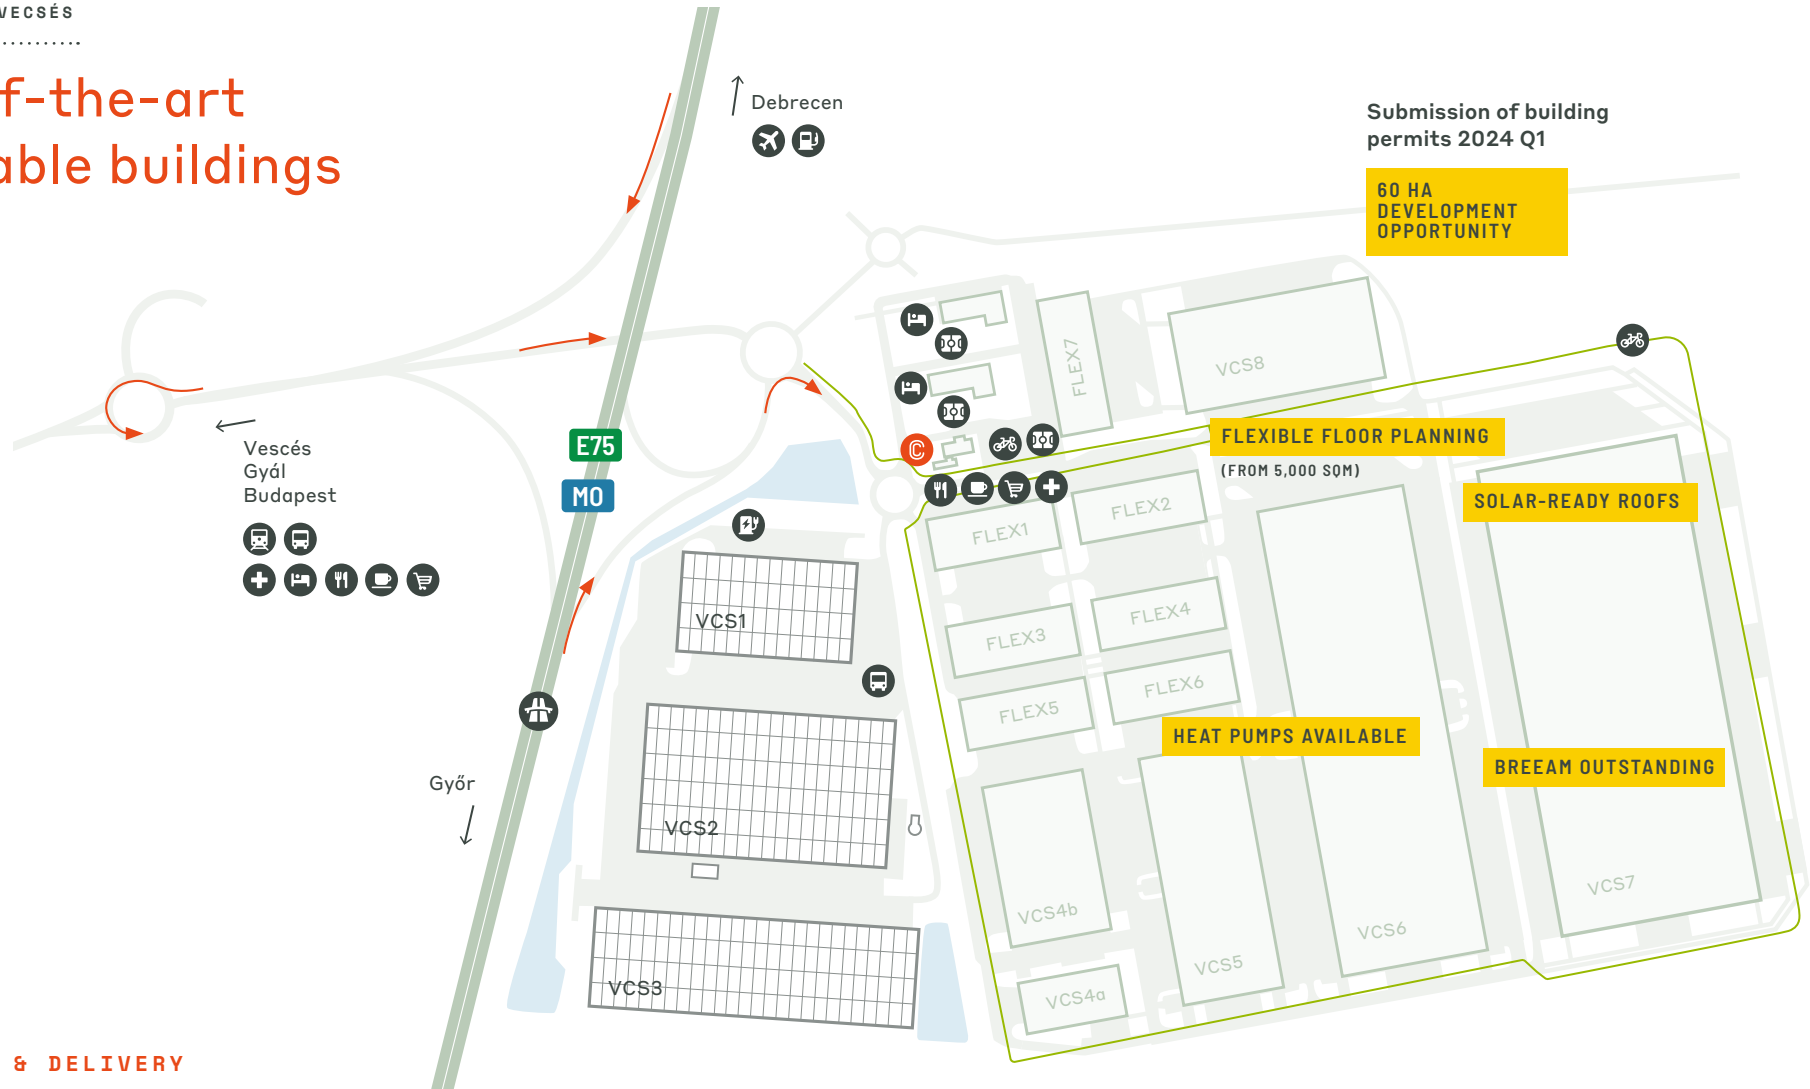 VECSÉS
f-the-art
able buildings
Debrecen
Submission of building
permits 2024 Q1
60 HA
DEVELOPMENT
OPPORTUNITY
FLEX7
VCS8
E75
M0
Vescés
Gyál
Budapest
C
FLEXIBLE FLOOR PLANNING
(FROM 5,000 SQM)
SOLAR-READY ROOFS
FLEX1
FLEX2
VCS1
FLEX3
FLEX4
FLEX5
FLEX6
HEAT PUMPS AVAILABLE
BREEAM OUTSTANDING
Győr
VCS2
VCS4b
VCS5
VCS6
VCS7
VCS3
VCS4a
& DELIVERY